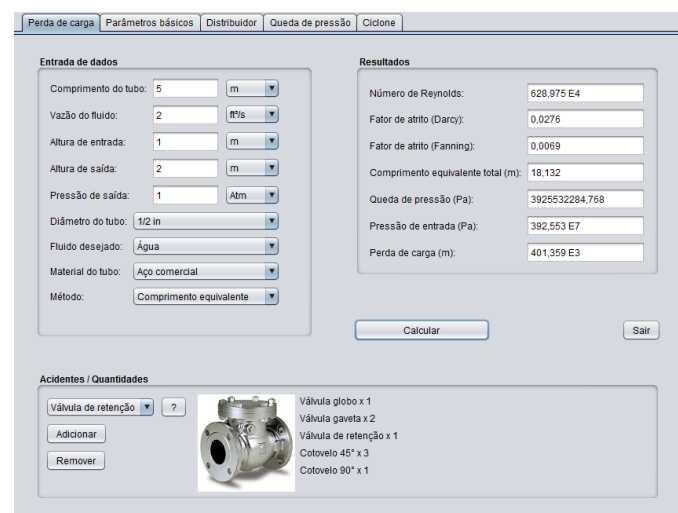 Perda de carga Parâmetros básicos Distribuidor Queda de pressão Ciclone
Entrada de dados
Comprimento do tubo: 5 m
Vazão do fluido: 2 ft³/s
Altura de entrada: 1 m
Altura de saída: 2 m
Pressão de saída: 1 Atm
Diâmetro do tubo: 1/2 in
Fluido desejado: Água
Material do tubo: Aço comercial
Método: Comprimento equivalente
Resultados
Número de Reynolds: 628,975 E4
Fator de atrito (Darcy): 0,0276
Fator de atrito (Fanning): 0,0069
Comprimento equivalente total (m): 18,132
Queda de pressão (Pa): 3925532284,768
Pressão de entrada (Pa): 392,553 E7
Perda de carga (m): 401,359 E3
Calcular Sair
Acidentes / Quantidades
Válvula de retenção ?
Adicionar
Remover
Válvula globo x 1
Válvula gaveta x 2
Válvula de retenção x 1
Cotovelo 45° x 3
Cotovelo 90° x 1